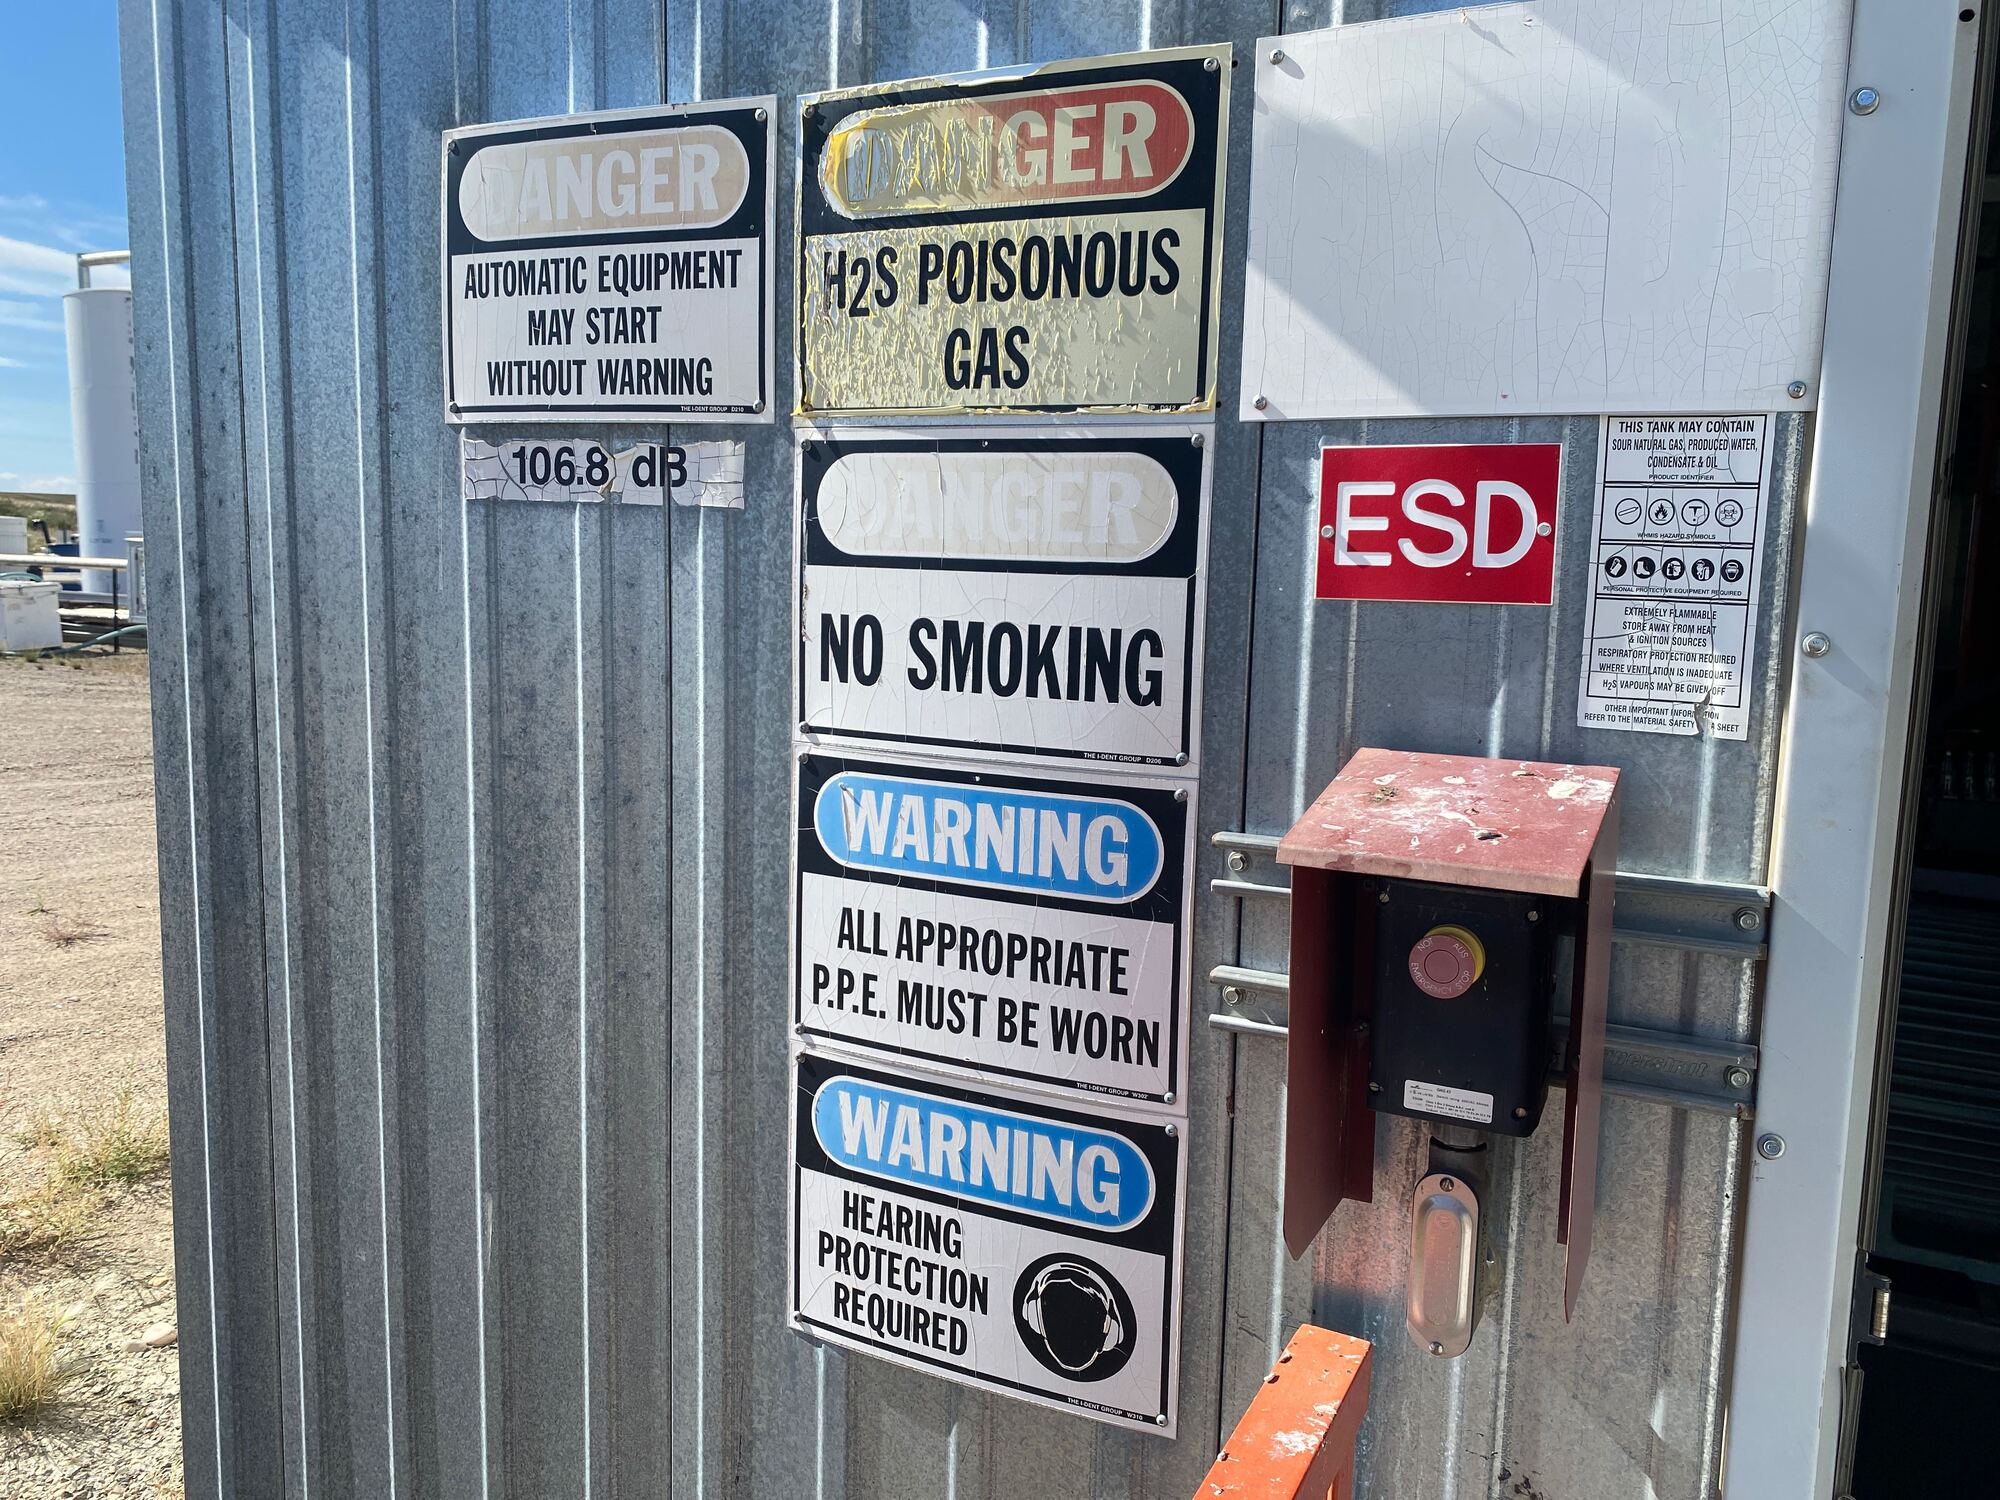 DANGER
AUTOMATIC EQUIPMENT
MAY START
WITHOUT WARNING
THE I-DENT GROUP D210
106.8 dB
DANGER
H2S POISONOUS
GAS
DANGER
NO SMOKING
THE I-DENT GROUP D206
WARNING
ALL APPROPRIATE
P.P.E. MUST BE WORN
THE I-DENT GROUP W302
WARNING
HEARING
PROTECTION
REQUIRED
THE I-DENT GROUP W310
ESD
THIS TANK MAY CONTAIN
SOUR NATURAL GAS, PRODUCED WATER,
CONDENSATE & OIL
PRODUCT IDENTIFIER
WHMIS HAZARD SYMBOLS
PERSONAL PROTECTIVE EQUIPMENT REQUIRED
EXTREMELY FLAMMABLE
STORE AWAY FROM HEAT
& IGNITION SOURCES
RESPIRATORY PROTECTION REQUIRED
WHERE VENTILATION IS INADEQUATE
H2S VAPOURS MAY BE GIVEN OFF
OTHER IMPORTANT INFORMATION
REFER TO THE MATERIAL SAFETY A SHEET
NOT AUS
EMERGENCY STOP